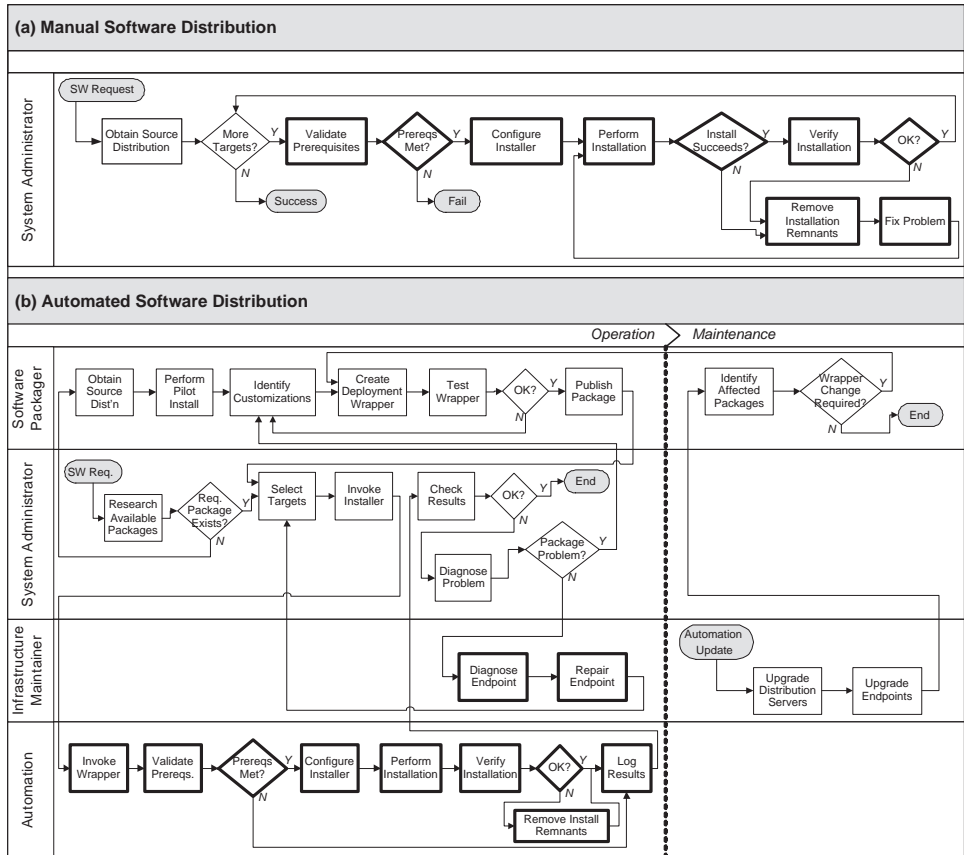 (a) Manual Software Distribution
System Administrator
SW Request
Obtain Source
Distribution
More
Targets?
Y
N
Success
Validate
Prerequisites
Prereqs
Met?
Y
N
Fail
Configure
Installer
Perform
Installation
Install
Succeeds?
Y
N
Verify
Installation
OK?
Y
N
Remove
Installation
Remnants
Fix Problem
(b) Automated Software Distribution
Operation
Maintenance
Software
Packager
Obtain
Source
Dist'n
Perform
Pilot
Install
Identify
Customizations
Create
Deployment
Wrapper
Test
Wrapper
OK?
Y
N
Publish
Package
Identify
Affected
Packages
Wrapper
Change
Required?
Y
N
End
System Administrator
SW Req.
Research
Available
Packages
Req.
Package
Exists?
Y
N
Select
Targets
Invoke
Installer
Check
Results
OK?
Y
N
End
Diagnose
Problem
Package
Problem?
Y
N
Infrastructure
Maintainer
Diagnose
Endpoint
Repair
Endpoint
Automation
Update
Upgrade
Distribution
Servers
Upgrade
Endpoints
Automation
Invoke
Wrapper
Validate
Prereqs.
Prereqs
Met?
Y
N
Configure
Installer
Perform
Installation
Verify
Installation
OK?
Y
N
Log
Results
Remove Install
Remnants